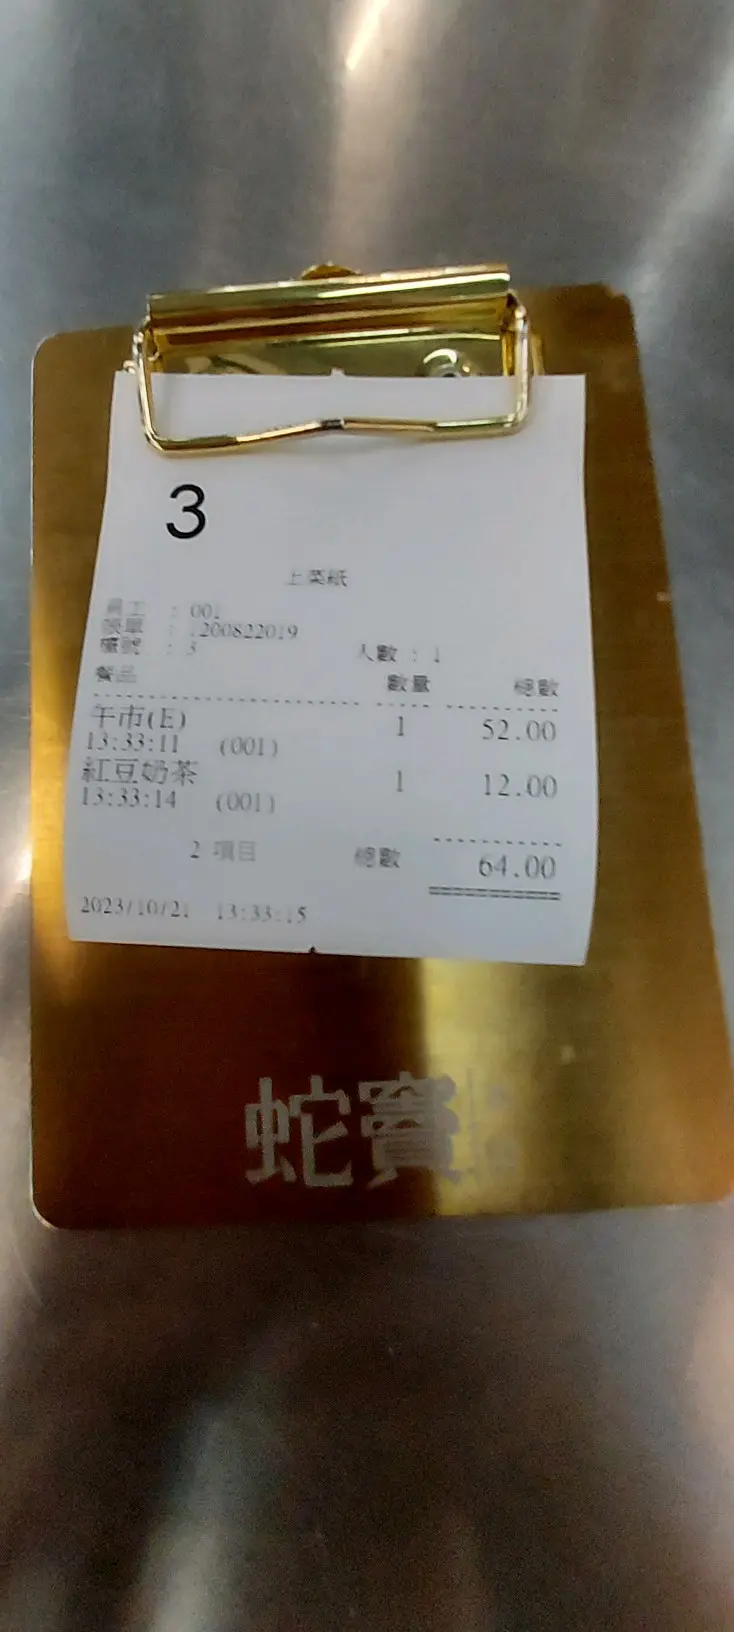 3
上菜紙
員工 : 001
帳單 : 1200822019
檯號 : 3 人數 : 1
餐品 數量 總數
午市(E) 1 52.00
13:33:11 (001)
紅豆奶茶 1 12.00
13:33:14 (001)
2 項目 總數 64.00
2023/10/21 13:33:15
蛇寶